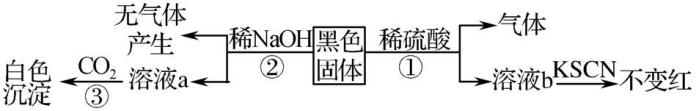 无气体
产生
稀NaOH
②
黑色
固体
稀硫酸
①
气体
白色
沉淀
CO₂
③
溶液a
溶液b
KSCN
不变红